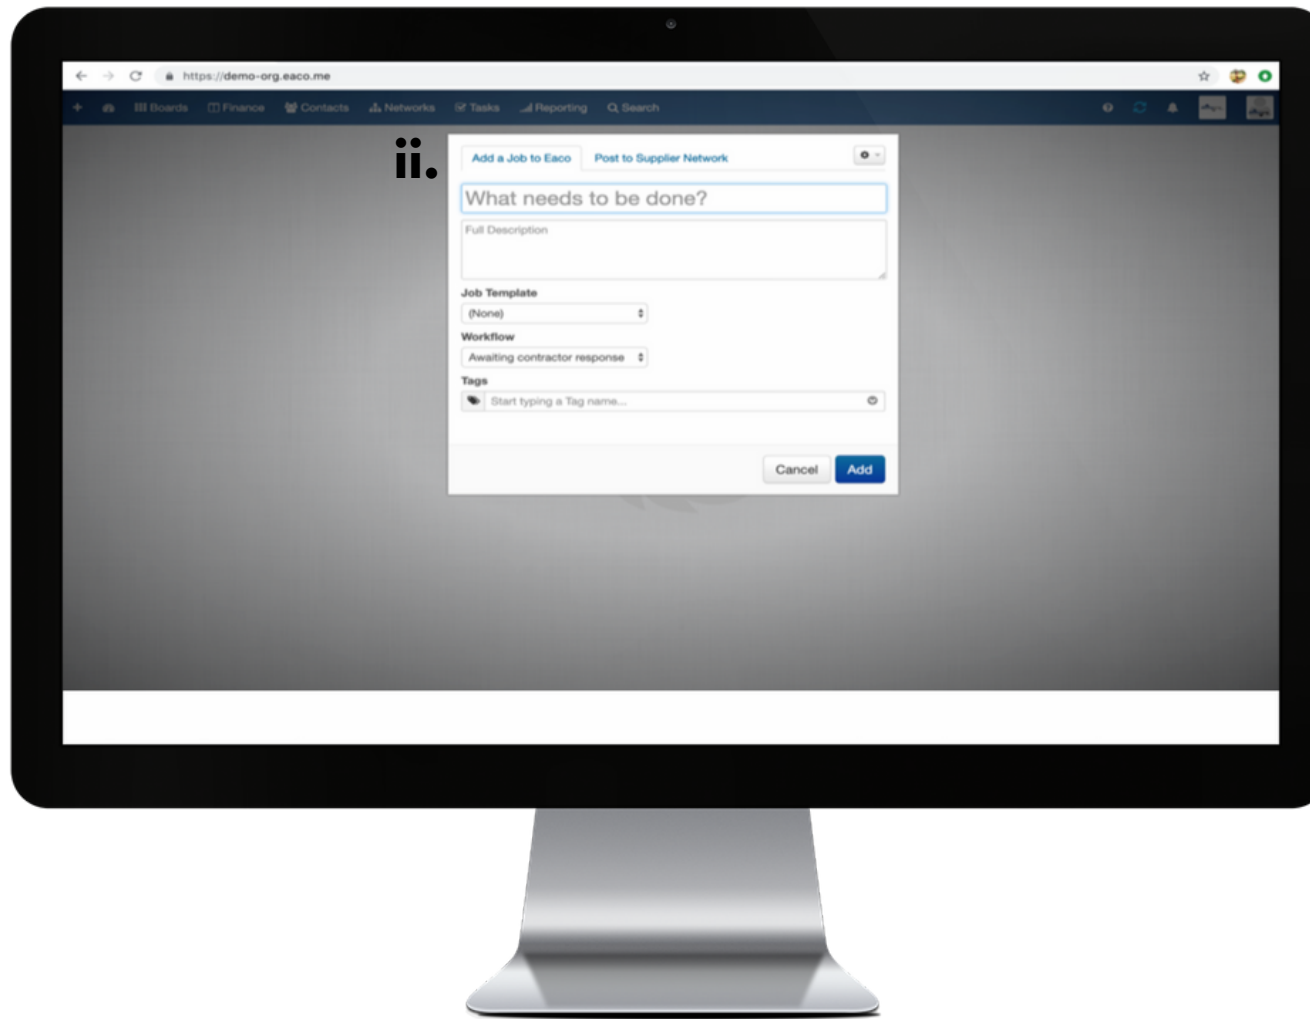 https://demo-org.eaco.me
Boards Finance Contacts Networks Tasks Reporting Search
ii.
Add a Job to Eaco Post to Supplier Network
What needs to be done?
Full Description
Job Template
(None)
Workflow
Awaiting contractor response
Tags
Start typing a Tag name...
Cancel Add